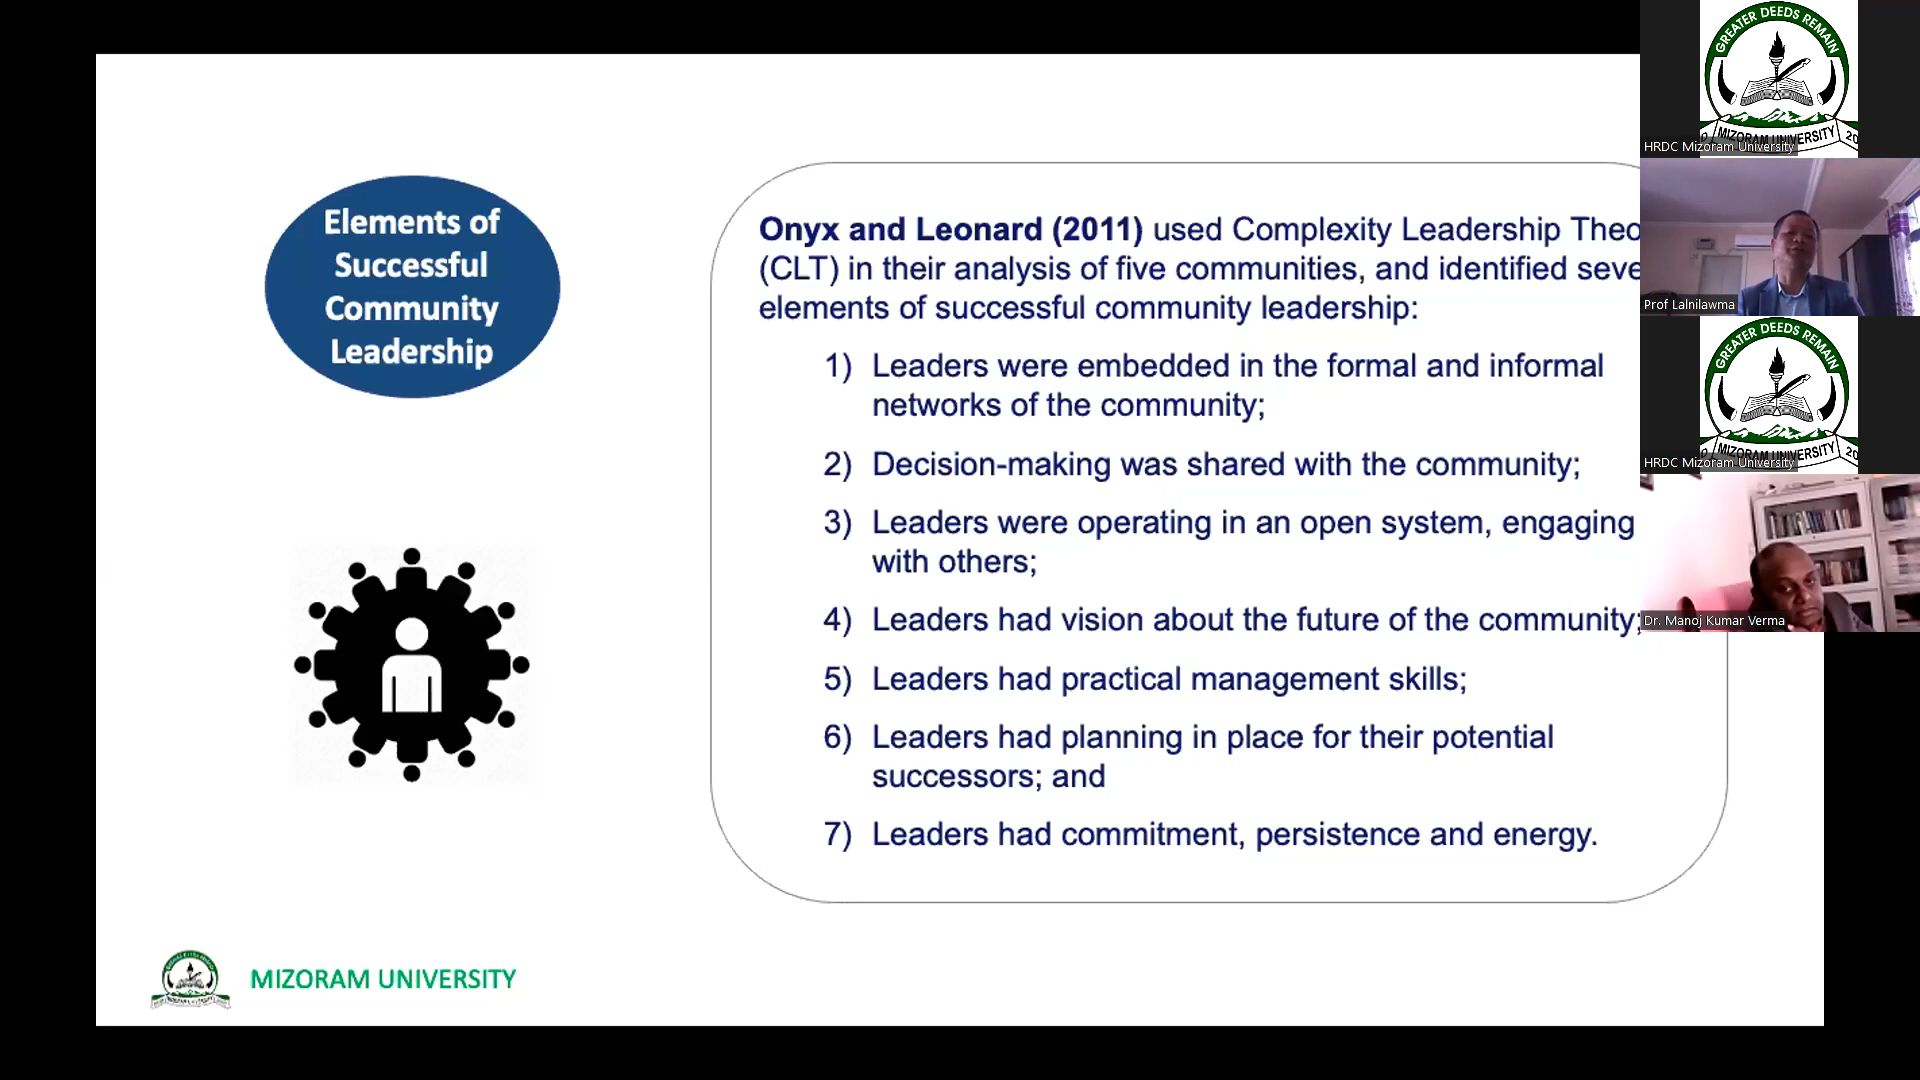 Elements of
Successful
Community
Leadership
Onyx and Leonard (2011) used Complexity Leadership Theo
(CLT) in their analysis of five communities, and identified seve
elements of successful community leadership:
1) Leaders were embedded in the formal and informal
networks of the community;
2) Decision-making was shared with the community;
3) Leaders were operating in an open system, engaging
with others;
4) Leaders had vision about the future of the community;
5) Leaders had practical management skills;
6) Leaders had planning in place for their potential
successors; and
7) Leaders had commitment, persistence and energy.
MIZORAM UNIVERSITY
GREATER DEEDS REMAIN
MIZORAM UNIVERSITY
HRDC Mizoram University
Prof Lalnilawma
GREATER DEEDS REMAIN
MIZORAM UNIVERSITY
HRDC Mizoram University
Dr. Manoj Kumar Verma